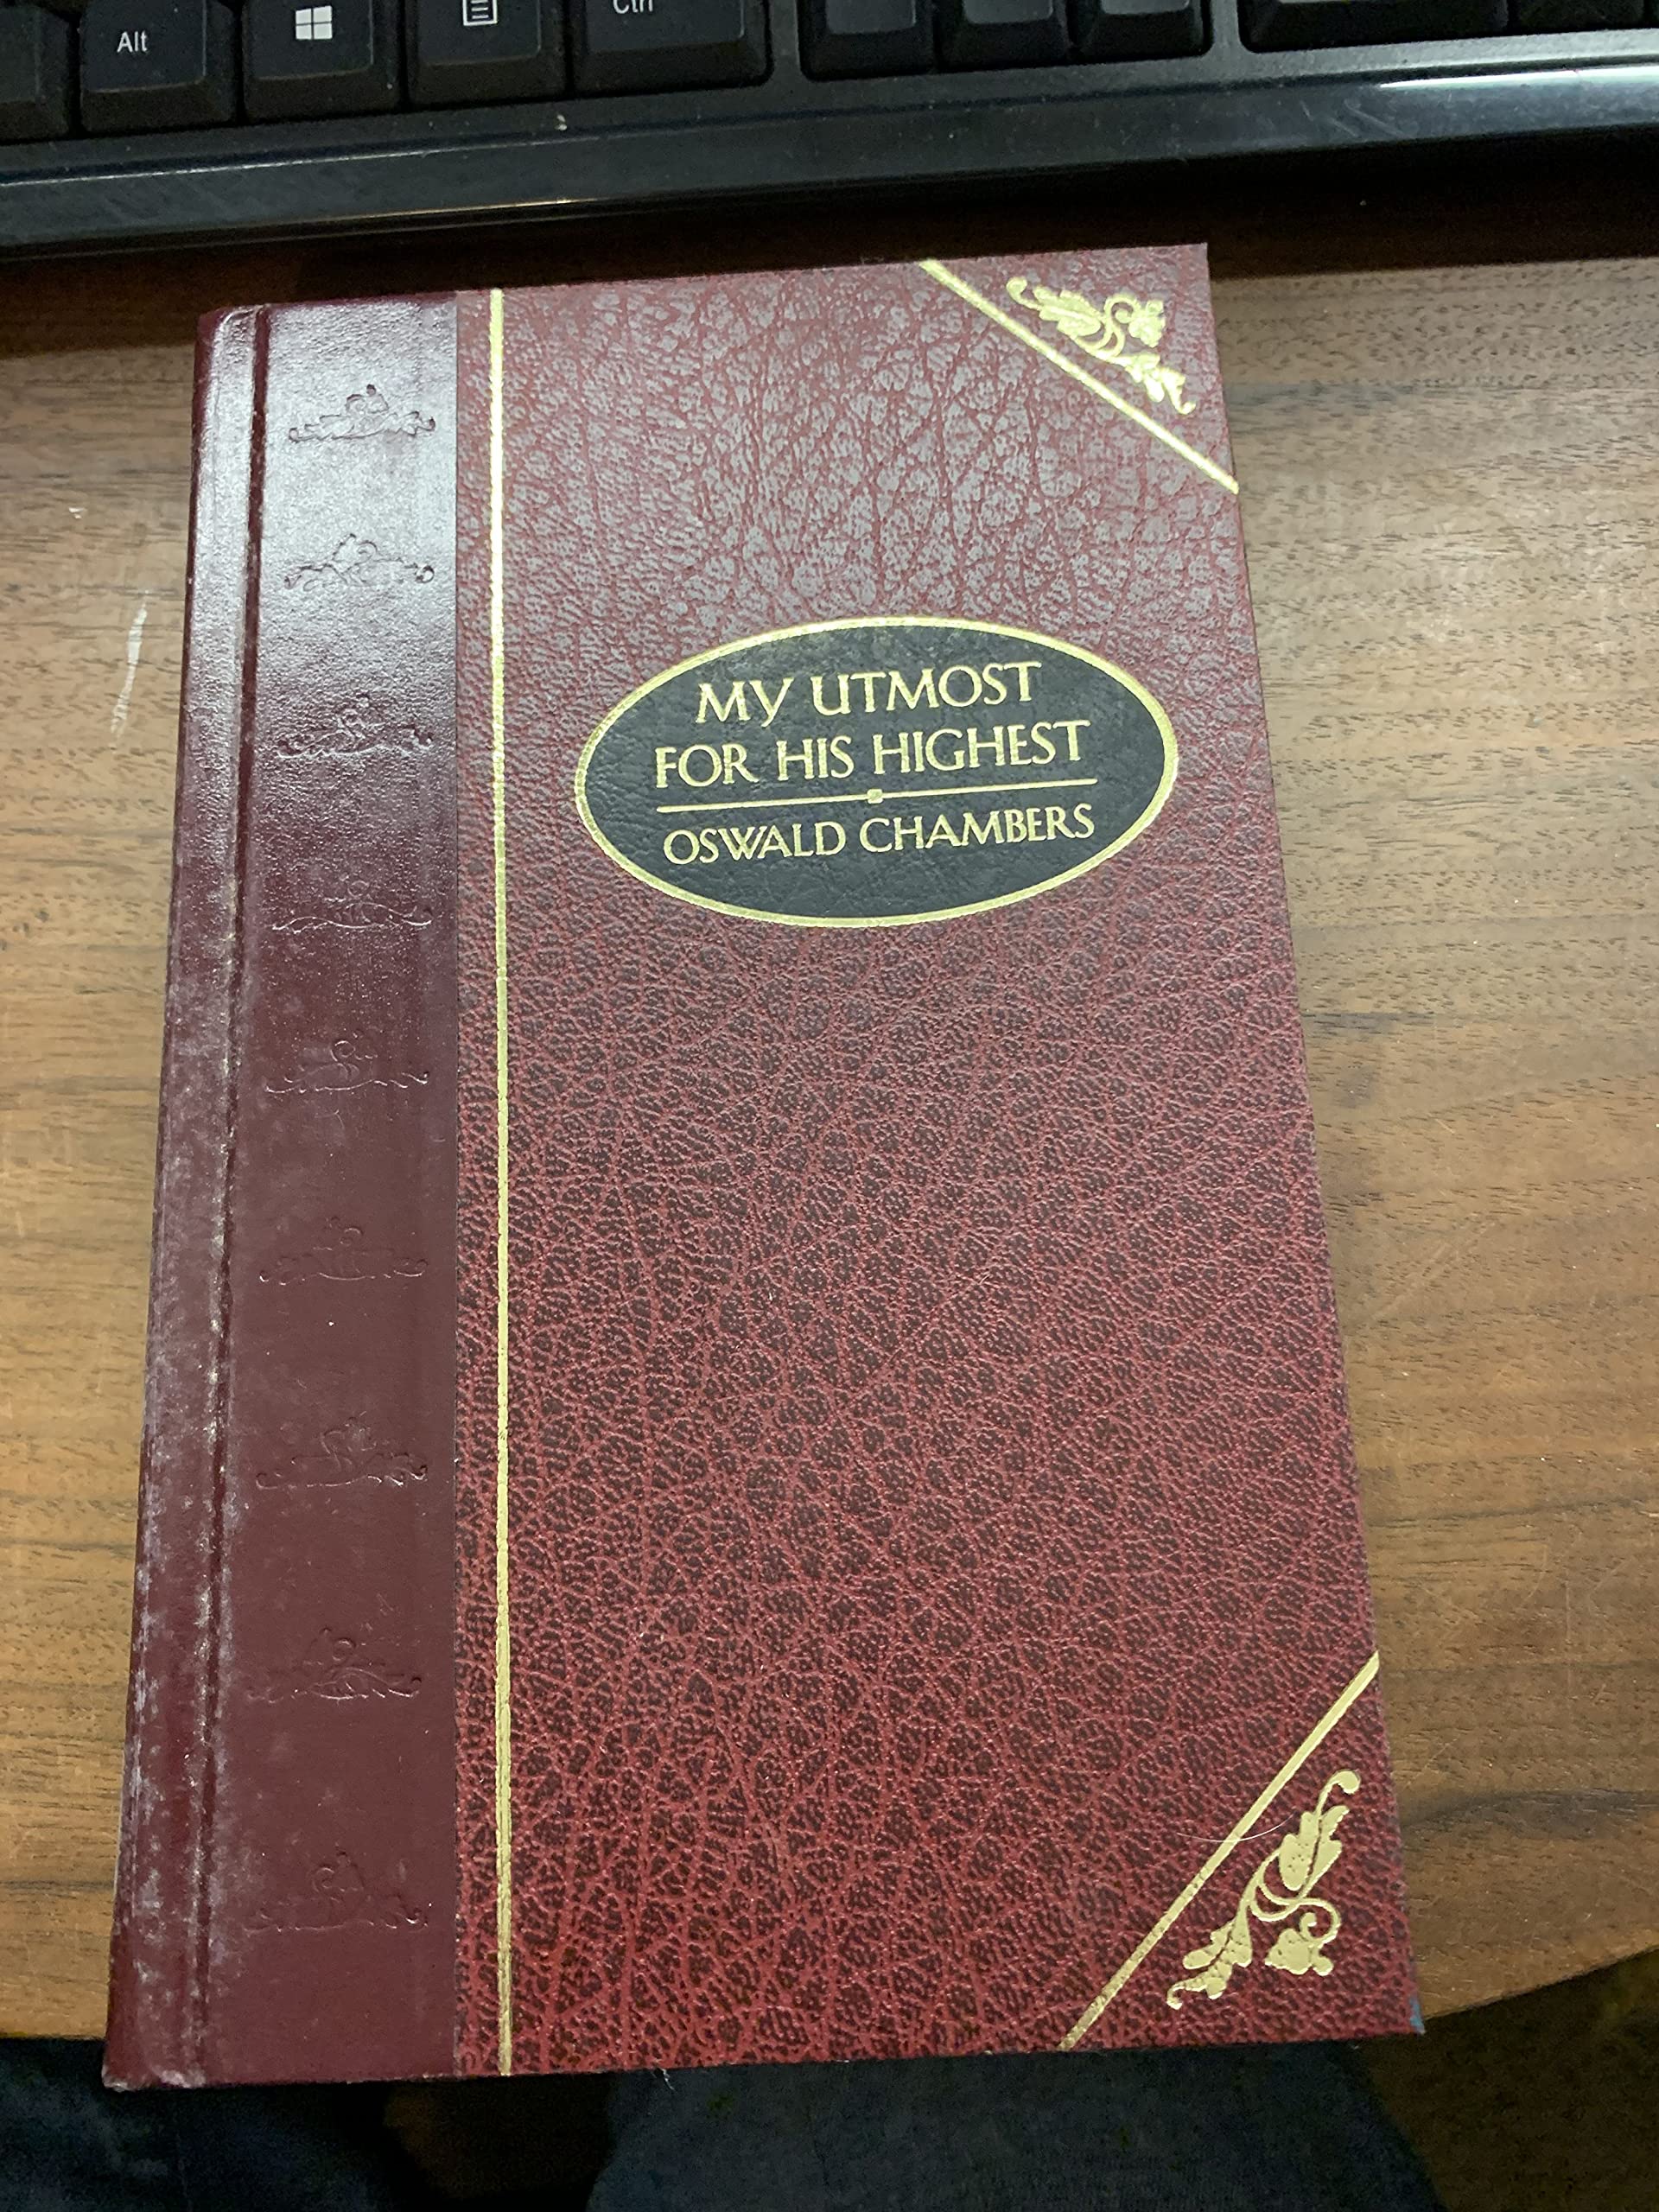 Alt
Ctrl
MY UTMOST
FOR HIS HIGHEST
OSWALD CHAMBERS